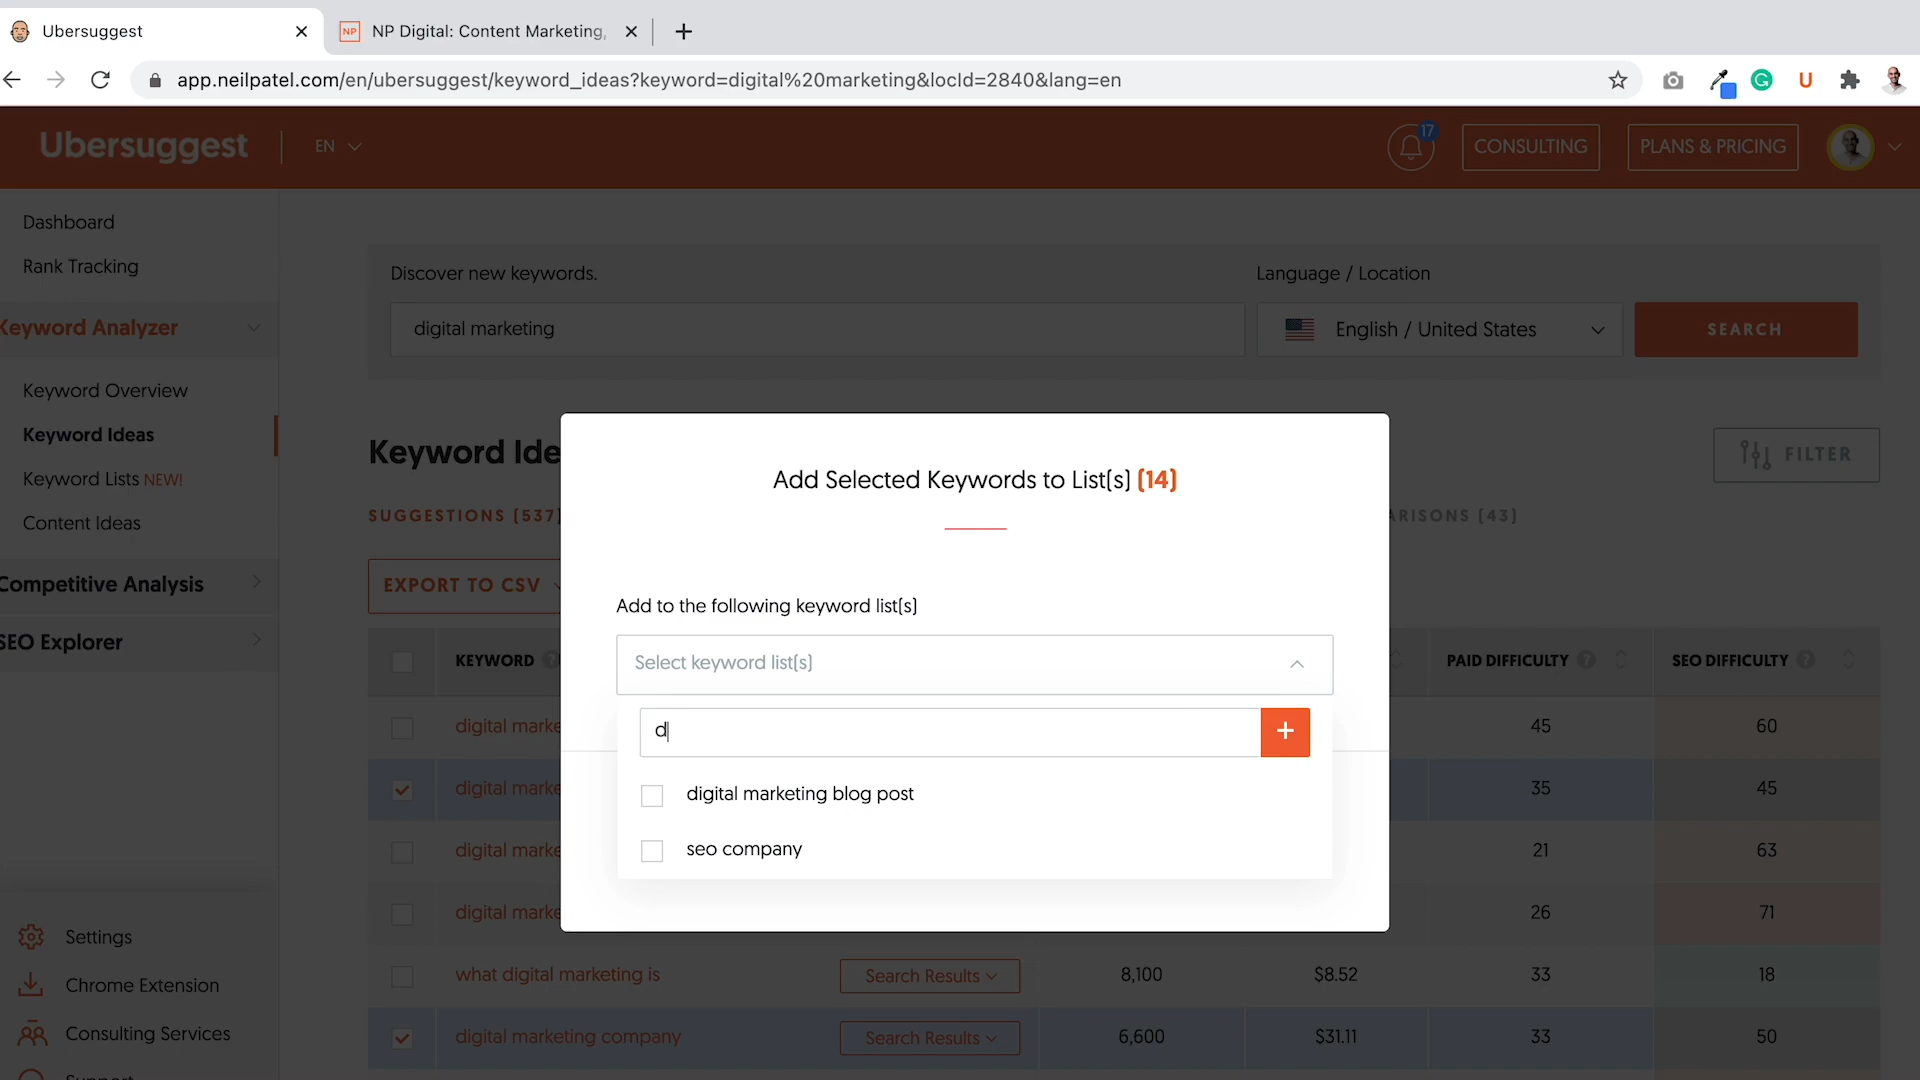 Ubersuggest
NP Digital: Content Marketing,
app.neilpatel.com/en/ubersuggest/keyword_ideas?keyword=digital%20marketing&locId=2840&lang=en
Ubersuggest
EN
17
CONSULTING
PLANS & PRICING
Dashboard
Rank Tracking
Keyword Analyzer
Keyword Overview
Keyword Ideas
Keyword Lists NEW!
Content Ideas
Competitive Analysis
SEO Explorer
Settings
Chrome Extension
Consulting Services
Discover new keywords.
Language / Location
digital marketing
English / United States
SEARCH
Keyword Ide
FILTER
SUGGESTIONS (537)
ARISONS (43)
EXPORT TO CSV
Add Selected Keywords to List(s) (14)
Add to the following keyword list(s)
Select keyword list(s)
d
+
digital marketing blog post
seo company
KEYWORD ? PAID DIFFICULTY ? SEO DIFFICULTY ?
digital marke 45 60
digital marke 35 45
digital marke 21 63
digital marke 26 71
what digital marketing is Search Results 8,100 $8.52 33 18
digital marketing company Search Results 6,600 $31.11 33 50